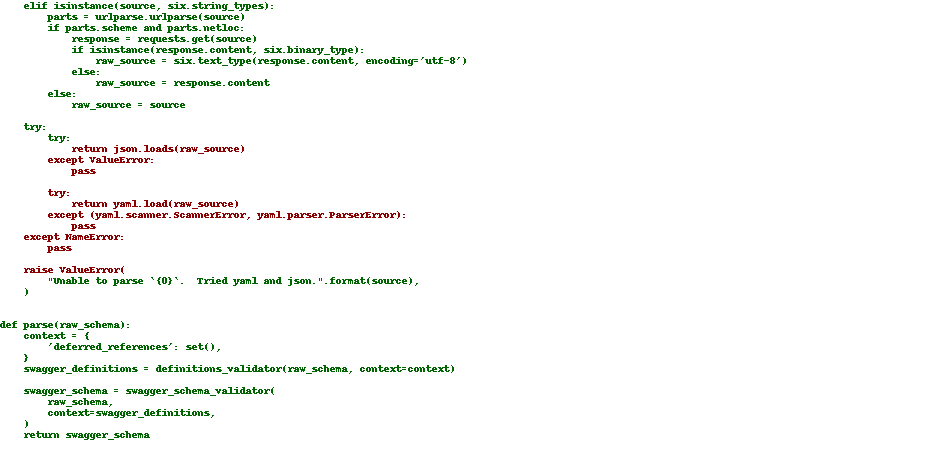 elif isinstance(source, six.string_types):
parts = urlparse.urlparse(source)
if parts.scheme and parts.netloc:
response = requests.get(source)
if isinstance(response.content, six.binary_type):
raw_source = six.text_type(response.content, encoding='utf-8')
else:
raw_source = response.content
else:
raw_source = source
try:
try:
return json.loads(raw_source)
except ValueError:
pass
try:
return yaml.load(raw_source)
except (yaml.scanner.ScannerError, yaml.parser.ParserError):
pass
except NameError:
pass
raise ValueError(
"Unable to parse `{0}`.  Tried yaml and json.".format(source),
)
def parse(raw_schema):
context = {
'deferred_references': set(),
}
swagger_definitions = definitions_validator(raw_schema, context=context)
swagger_schema = swagger_schema_validator(
raw_schema,
context=swagger_definitions,
)
return swagger_schema